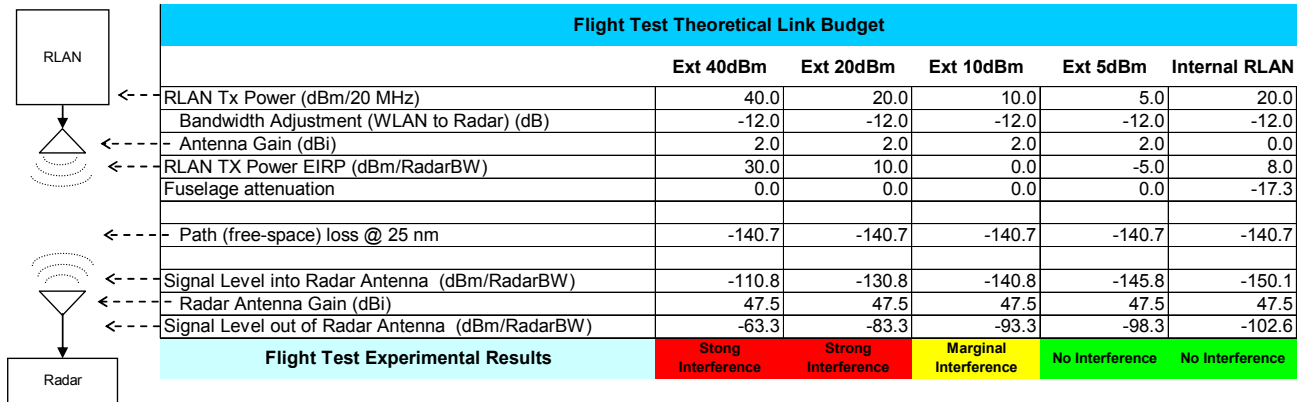 Flight Test Theoretical Link Budget
RLAN
Ext 40dBm Ext 20dBm Ext 10dBm Ext 5dBm Internal RLAN
RLAN Tx Power (dBm/20 MHz) 40.0 20.0 10.0 5.0 20.0
Bandwidth Adjustment (WLAN to Radar) (dB) -12.0 -12.0 -12.0 -12.0 -12.0
Antenna Gain (dBi) 2.0 2.0 2.0 2.0 0.0
RLAN TX Power EIRP (dBm/RadarBW) 30.0 10.0 0.0 -5.0 8.0
Fuselage attenuation 0.0 0.0 0.0 0.0 -17.3
Path (free-space) loss @ 25 nm -140.7 -140.7 -140.7 -140.7 -140.7
Signal Level into Radar Antenna (dBm/RadarBW) -110.8 -130.8 -140.8 -145.8 -150.1
Radar Antenna Gain (dBi) 47.5 47.5 47.5 47.5 47.5
Signal Level out of Radar Antenna (dBm/RadarBW) -63.3 -83.3 -93.3 -98.3 -102.6
Flight Test Experimental Results
Stong
Interference
Strong
Interference
Marginal
Interference
No Interference
No Interference
Radar